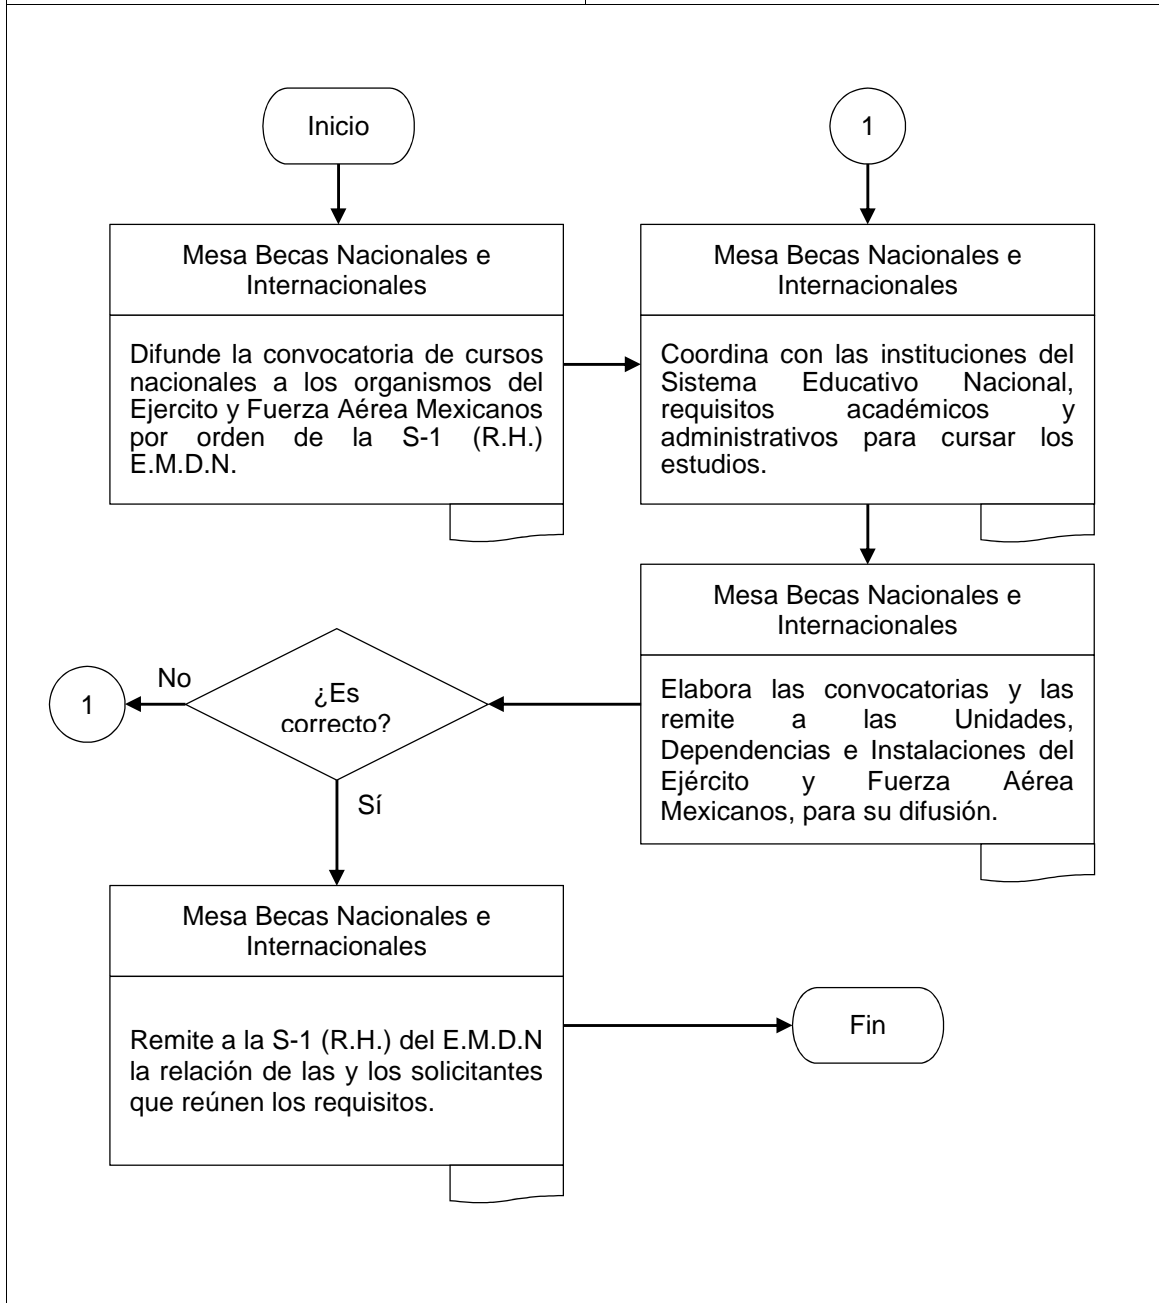 Inicio
Mesa Becas Nacionales e
Internacionales
Difunde la convocatoria de cursos
nacionales a los organismos del
Ejercito y Fuerza Aérea Mexicanos
por orden de la S-1 (R.H.)
E.M.D.N.
1
Mesa Becas Nacionales e
Internacionales
Coordina con las instituciones del
Sistema Educativo Nacional,
requisitos académicos y
administrativos para cursar los
estudios.
Mesa Becas Nacionales e
Internacionales
Elabora las convocatorias y las
remite a las Unidades,
Dependencias e Instalaciones del
Ejército y Fuerza Aérea
Mexicanos, para su difusión.
¿Es
correcto?
No
1
Sí
Mesa Becas Nacionales e
Internacionales
Remite a la S-1 (R.H.) del E.M.D.N
la relación de las y los solicitantes
que reúnen los requisitos.
Fin